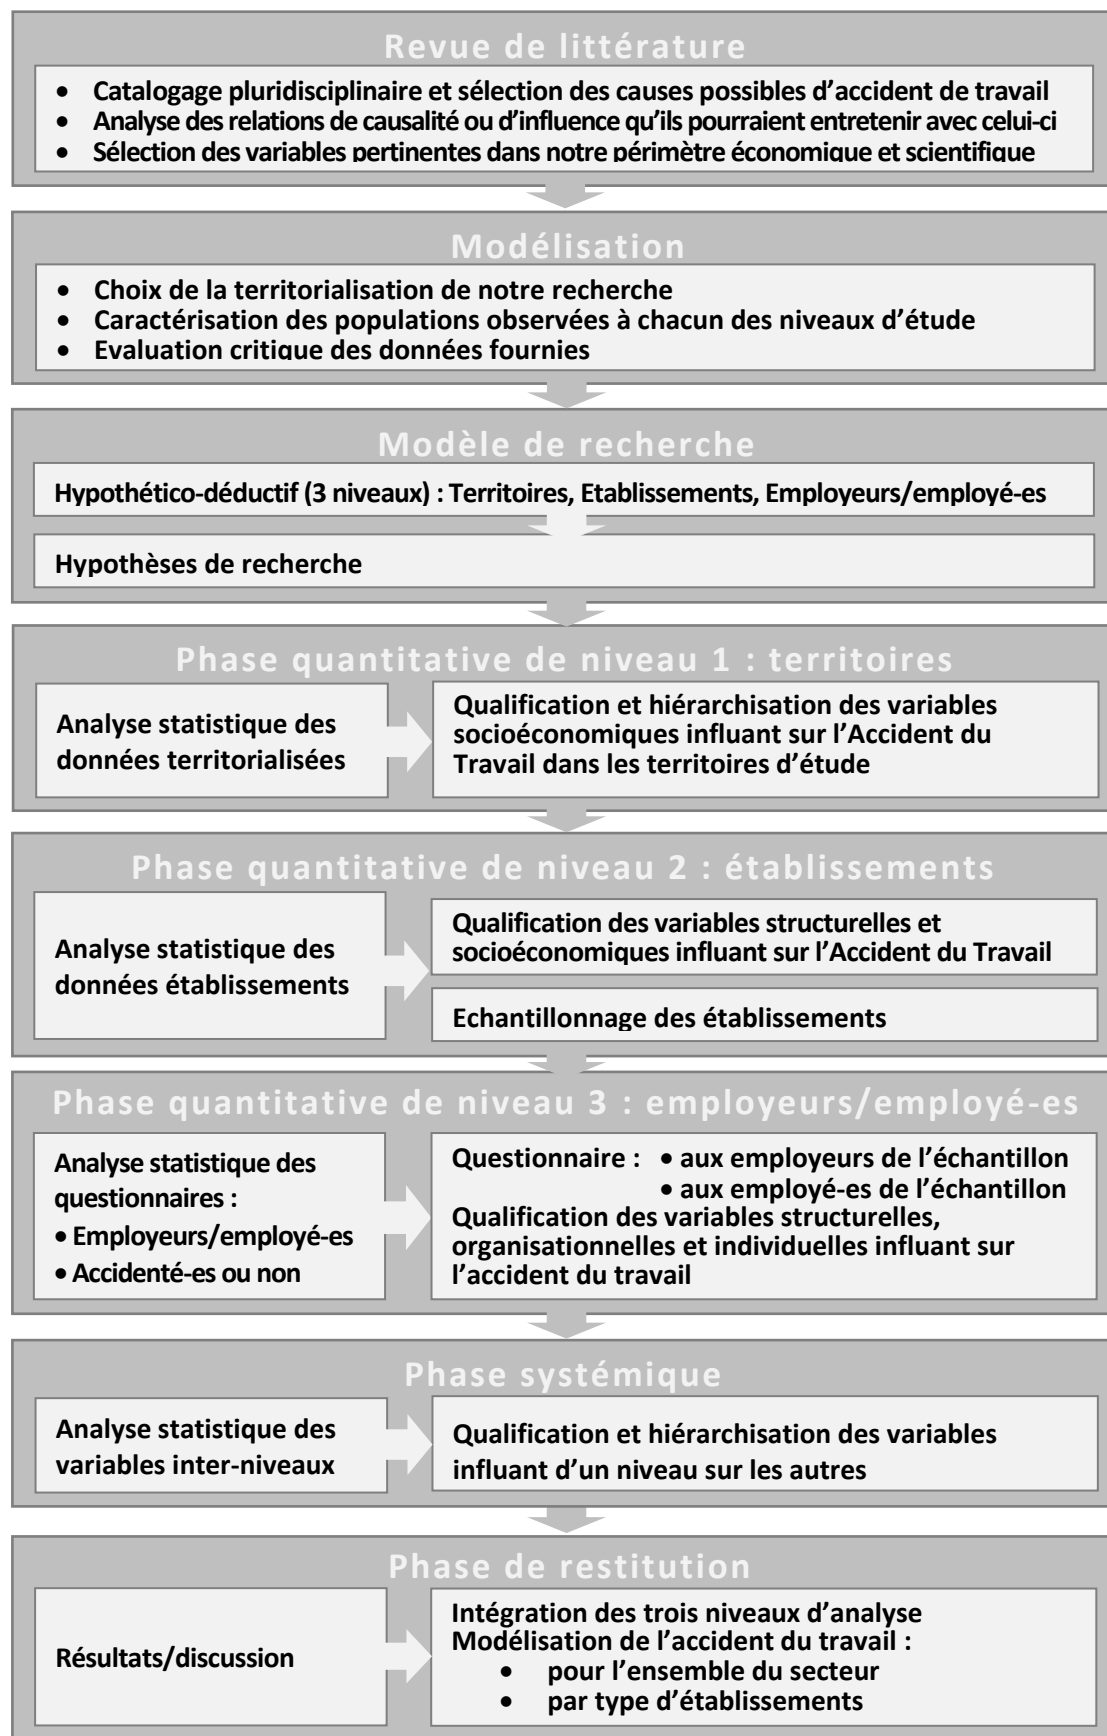 Revue de littérature
• Catalogage pluridisciplinaire et sélection des causes possibles d’accident de travail
• Analyse des relations de causalité ou d’influence qu’ils pourraient entretenir avec celui-ci
• Sélection des variables pertinentes dans notre périmètre économique et scientifique
Modélisation
• Choix de la territorialisation de notre recherche
• Caractérisation des populations observées à chacun des niveaux d’étude
• Evaluation critique des données fournies
Modèle de recherche
Hypothético-déductif (3 niveaux) : Territoires, Etablissements, Employeurs/employé-es
Hypothèses de recherche
Phase quantitative de niveau 1 : territoires
Analyse statistique des
données territorialisées
Qualification et hiérarchisation des variables
socioéconomiques influant sur l’Accident du
Travail dans les territoires d’étude
Phase quantitative de niveau 2 : établissements
Analyse statistique des
données établissements
Qualification des variables structurelles et
socioéconomiques influant sur l’Accident du Travail
Echantillonnage des établissements
Phase quantitative de niveau 3 : employeurs/employé-es
Analyse statistique des
questionnaires :
• Employeurs/employé-es
• Accidenté-es ou non
Questionnaire : • aux employeurs de l’échantillon
• aux employé-es de l’échantillon
Qualification des variables structurelles,
organisationnelles et individuelles influant sur
l’accident du travail
Phase systémique
Analyse statistique des
variables inter-niveaux
Qualification et hiérarchisation des variables
influant d’un niveau sur les autres
Phase de restitution
Résultats/discussion
Intégration des trois niveaux d’analyse
Modélisation de l’accident du travail :
• pour l’ensemble du secteur
• par type d’établissements